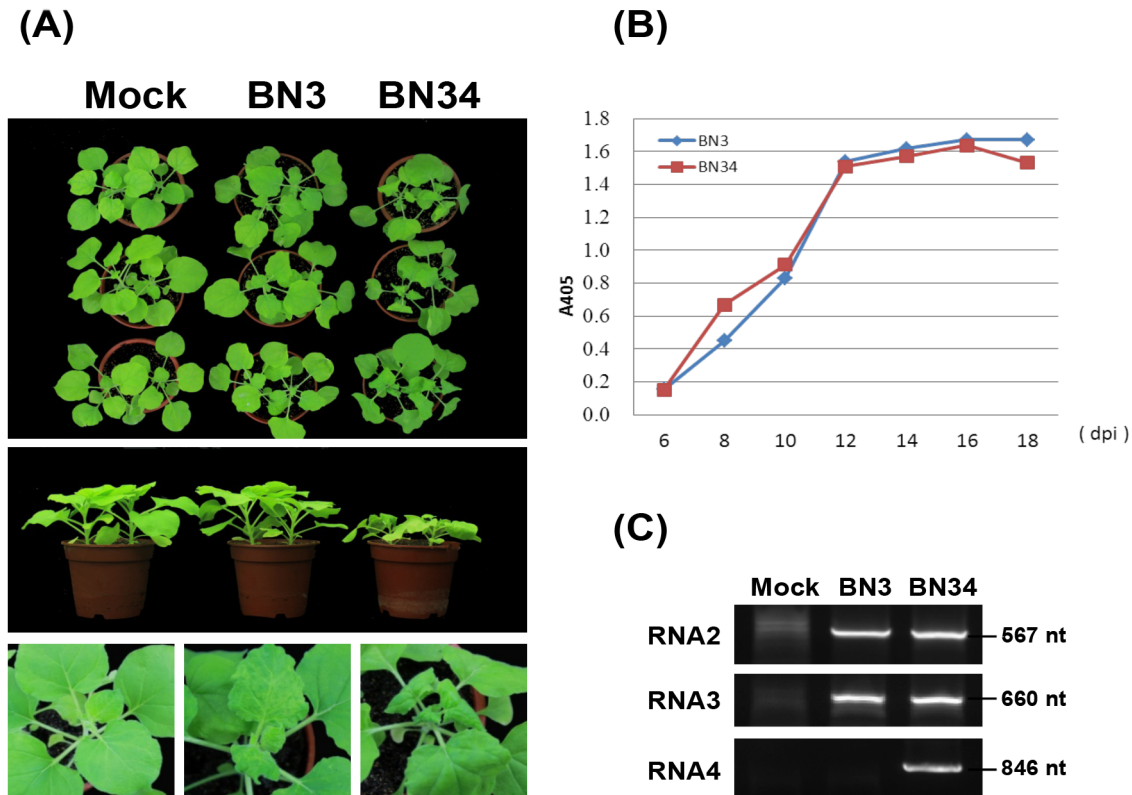 (A)
Mock BN3 BN34
(B)
1.8
1.6
1.4
1.2
1.0
0.8
0.6
0.4
0.2
0.0
A405
BN3
BN34
6 8 10 12 14 16 18 ( dpi )
(C)
Mock BN3 BN34
RNA2 567 nt
RNA3 660 nt
RNA4 846 nt